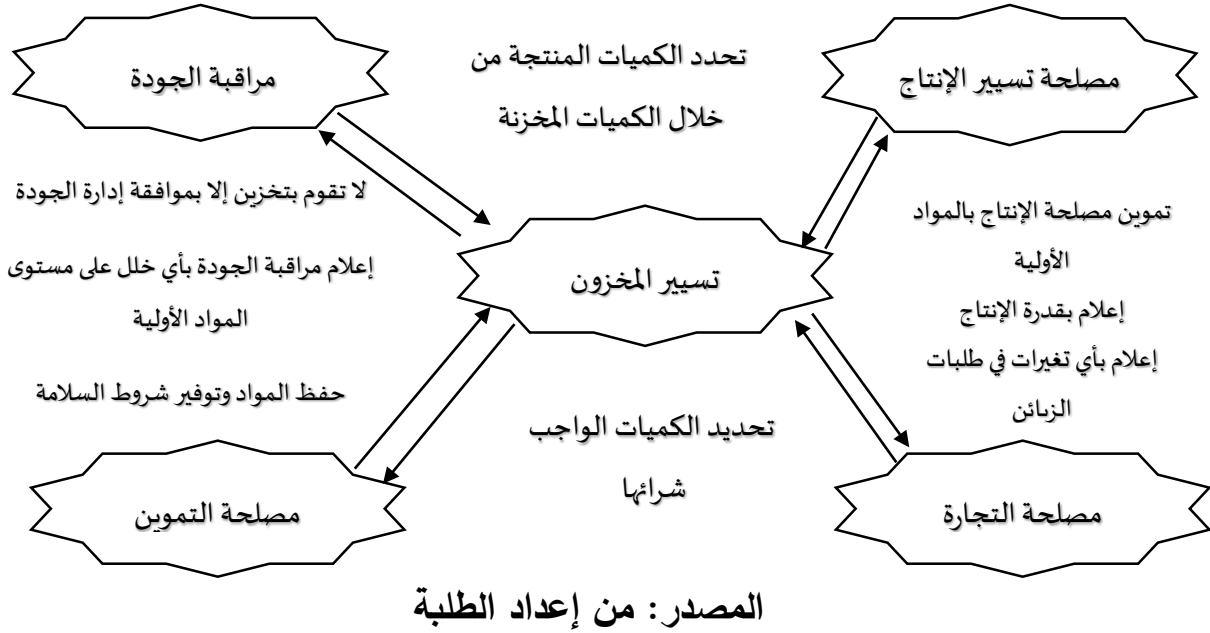 مصلحة تسيير الإنتاج
تحدد الكميات المنتجة من
خلال الكميات المخزنة
مراقبة الجودة
تموين مصلحة الإنتاج بالمواد
الأولية
إعلام بقدرة الإنتاج
إعلام بأي تغيرات في طلبات
الزبائن
تسيير المخزون
لا تقوم بتخزين إلا بموافقة إدارة الجودة
إعلام مراقبة الجودة بأي خلل على مستوى
المواد الأولية
حفظ المواد وتوفير شروط السلامة
تحديد الكميات الواجب
شرائها
مصلحة التجارة
مصلحة التموين
المصدر: من إعداد الطلبة